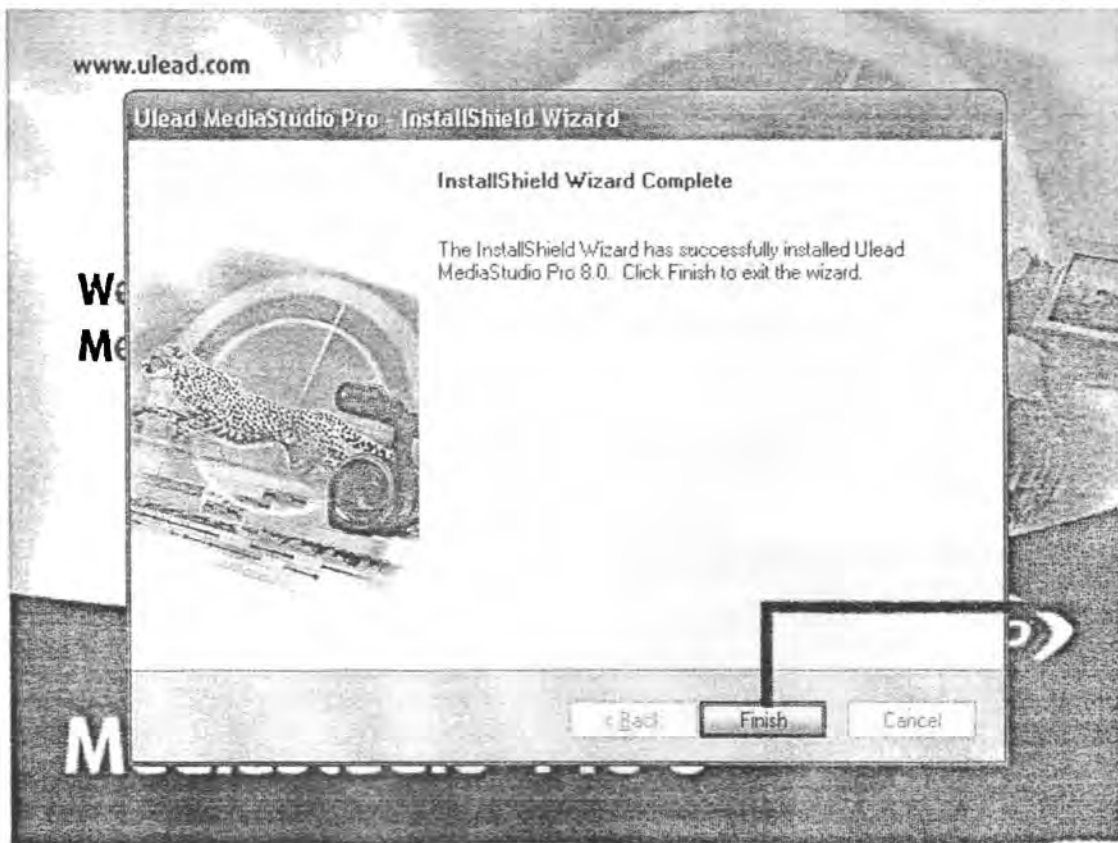 www.ulead.com
Ulead MediaStudio Pro - InstallShield Wizard
InstallShield Wizard Complete
The InstallShield Wizard has successfully installed Ulead
MediaStudio Pro 8.0. Click Finish to exit the wizard.
We
Me
< Back
Finish
Cancel